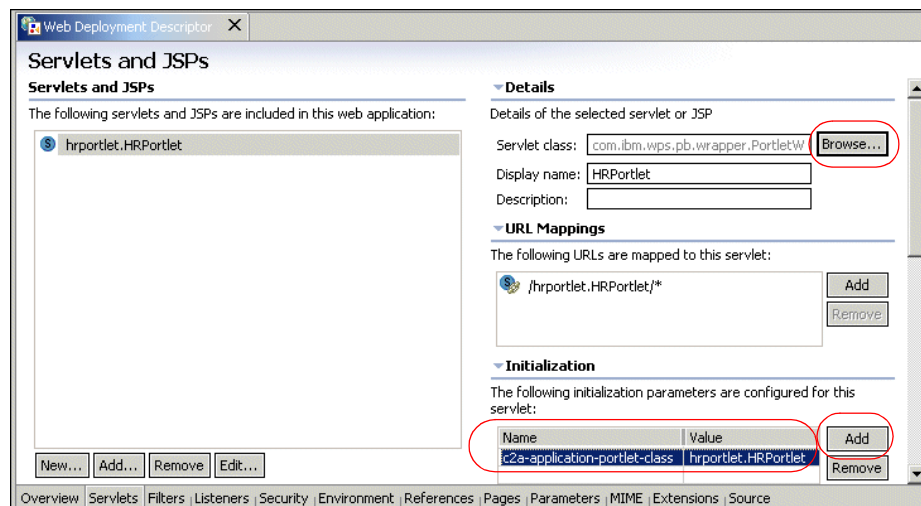 Web Deployment Descriptor
Servlets and JSPs
Servlets and JSPs
The following servlets and JSPs are included in this web application:
hrportlet.HRPortlet
New... Add... Remove Edit...
Details
Details of the selected servlet or JSP
Servlet class: com.ibm.wps.pb.wrapper.PortletW Browse...
Display name: HRPortlet
Description:
URL Mappings
The following URLs are mapped to this servlet:
/hrportlet.HRPortlet/*
Add
Remove
Initialization
The following initialization parameters are configured for this
servlet:
Name Value
c2a-application-portlet-class hrportlet.HRPortlet
Add
Remove
Overview Servlets Filters Listeners Security Environment References Pages Parameters MIME Extensions Source